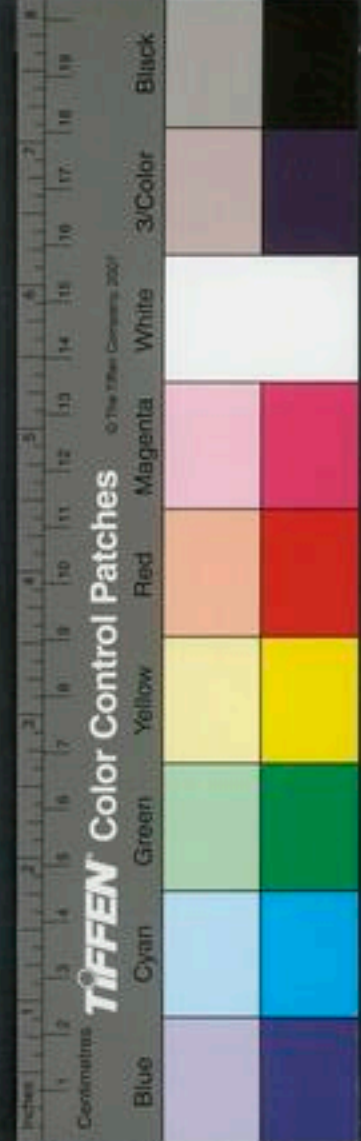 Inches 1 2 3 4 5 6 7 8
Centimetres 1 2 3 4 5 6 7 8 9 10 11 12 13 14 15 16 17 18 19
TIFFEN® Color Control Patches
© The Tiffen Company, 2007
Blue Cyan Green Yellow Red Magenta White 3/Color Black